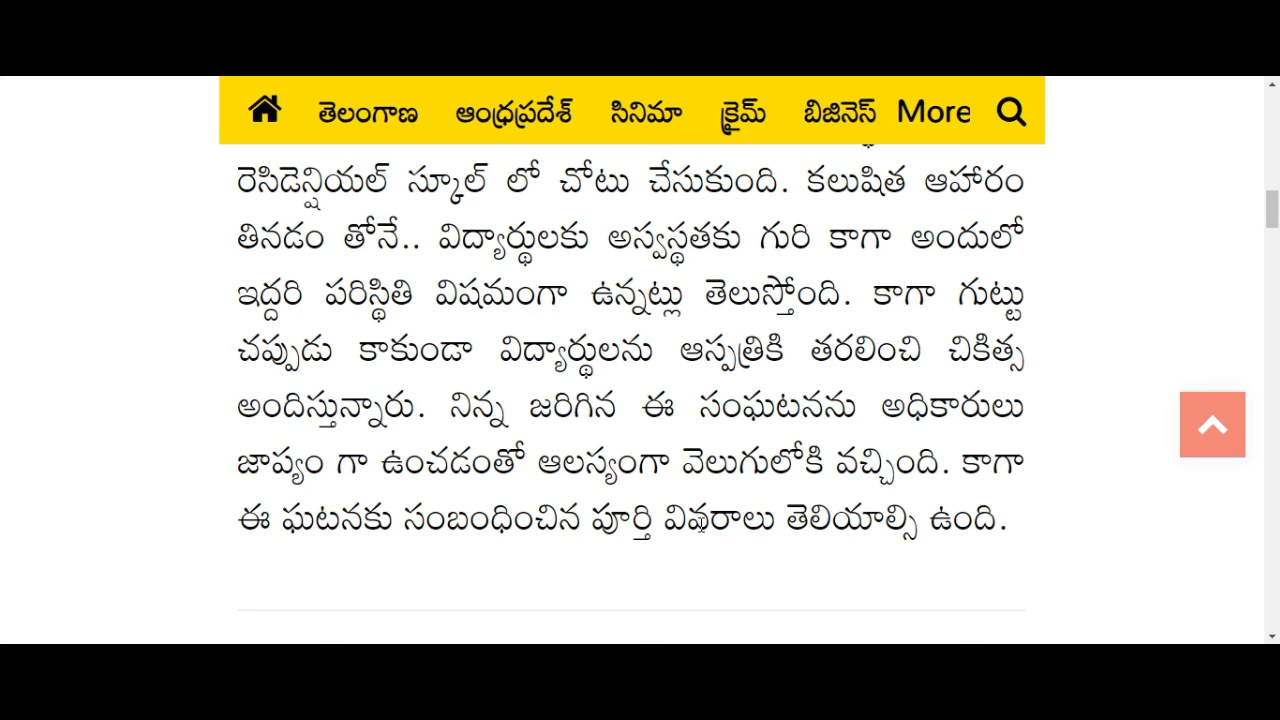 తెలంగాణ ఆంధ్రప్రదేశ్ సినిమా క్రైమ్ బిజినెస్ More
రెసిడెన్షియల్ స్కూల్ లో చోటు చేసుకుంది. కలుషిత ఆహారం
తినడం తోనే.. విద్యార్థులకు అస్వస్థతకు గురి కాగా అందులో
ఇద్దరి పరిస్థితి విషమంగా ఉన్నట్లు తెలుస్తోంది. కాగా గుట్టు
చప్పుడు కాకుండా విద్యార్థులను ఆస్పత్రికి తరలించి చికిత్స
అందిస్తున్నారు. నిన్న జరిగిన ఈ సంఘటనను అధికారులు
జాప్యం గా ఉంచడంతో ఆలస్యంగా వెలుగులోకి వచ్చింది. కాగా
ఈ ఘటనకు సంబంధించిన పూర్తి వివరాలు తెలియాల్సి ఉంది.